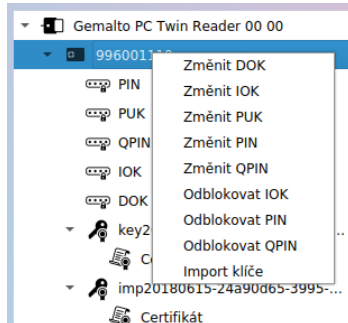 Gemalto PC Twin Reader 00 00
PIN
PUK
QPIN
IOK
DOK
Změnit DOK
Změnit IOK
Změnit PUK
Změnit PIN
Změnit QPIN
Odblokovat IOK
Odblokovat PIN
Odblokovat QPIN
Import klíče
imp20180615-24a90d65-3995-...
Certifikát